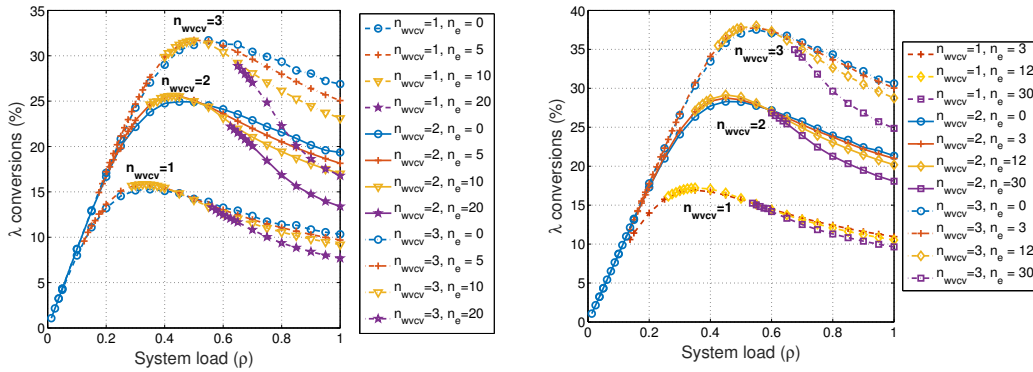 λ conversions (%)
35
30
25
20
15
10
5
0
0 0.2 0.4 0.6 0.8 1
System load (ρ)
n_wvcv=3
n_wvcv=2
n_wvcv=1
n_wvcv=1, n_e = 0
n_wvcv=1, n_e = 5
n_wvcv=1, n_e = 10
n_wvcv=1, n_e = 20
n_wvcv=2, n_e = 0
n_wvcv=2, n_e = 5
n_wvcv=2, n_e = 10
n_wvcv=2, n_e = 20
n_wvcv=3, n_e = 0
n_wvcv=3, n_e = 5
n_wvcv=3, n_e = 10
n_wvcv=3, n_e = 20
λ conversions (%)
40
35
30
25
20
15
10
5
0
0 0.2 0.4 0.6 0.8 1
System load (ρ)
n_wvcv=3
n_wvcv=2
n_wvcv=1
n_wvcv=1, n_e = 3
n_wvcv=1, n_e = 12
n_wvcv=1, n_e = 30
n_wvcv=2, n_e = 0
n_wvcv=2, n_e = 3
n_wvcv=2, n_e = 12
n_wvcv=2, n_e=30
n_wvcv=3, n_e = 0
n_wvcv=3, n_e = 3
n_wvcv=3, n_e = 12
n_wvcv=3, n_e = 30